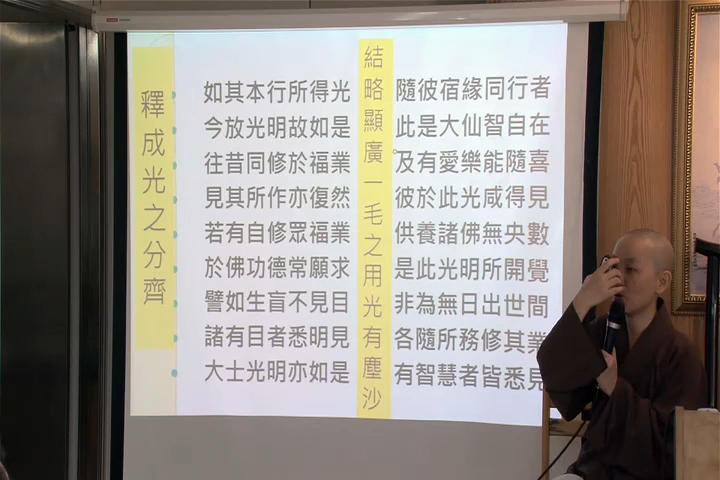 釋成光之分齊
如其本行所得光
今放光明故如是
往昔同修於福業
見其所作亦復然
若有自修眾福業
於佛功德常願求
譬如生盲不見目
諸有目者悉明見
大士光明亦如是
結略顯廣一毛之用光有塵沙
隨彼宿緣同行者
此是大仙智自在
及有愛樂能隨喜
彼於此光咸得見
供養諸佛無央數
是此光明所開覺
非為無日出世間
各隨所務修其業
有智慧者皆悉見